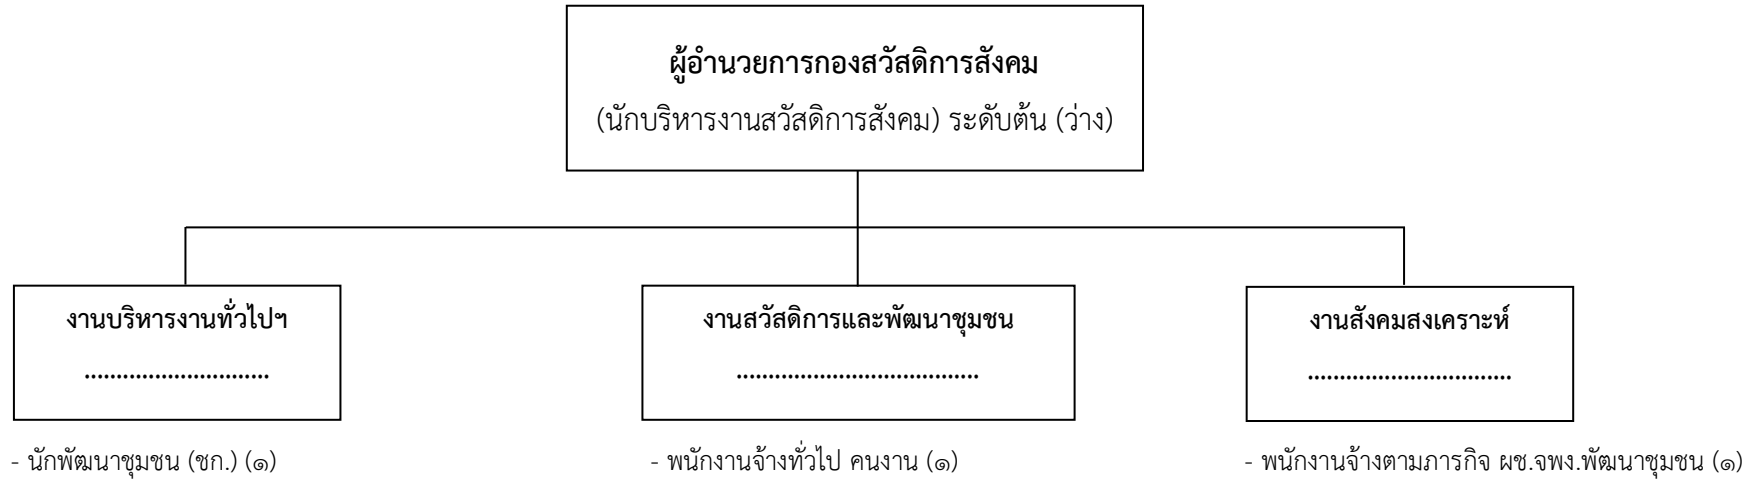 ผู้อำนวยการกองสวัสดิการสังคม
(นักบริหารงานสวัสดิการสังคม) ระดับต้น (ว่าง)
งานบริหารงานทั่วไปฯ
.............................
- นักพัฒนาชุมชน (ชก.) (๑)
งานสวัสดิการและพัฒนาชุมชน
......................................
- พนักงานจ้างทั่วไป คนงาน (๑)
งานสังคมสงเคราะห์
................................
- พนักงานจ้างตามภารกิจ ผช.จพง.พัฒนาชุมชน (๑)